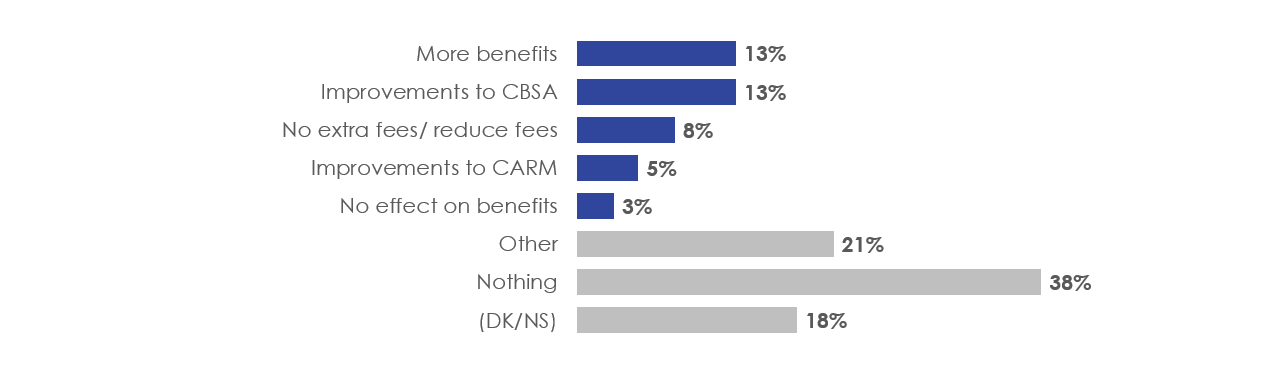 More benefits 13%
Improvements to CBSA 13%
No extra fees/ reduce fees 8%
Improvements to CARM 5%
No effect on benefits 3%
Other 21%
Nothing 38%
(DK/NS) 18%